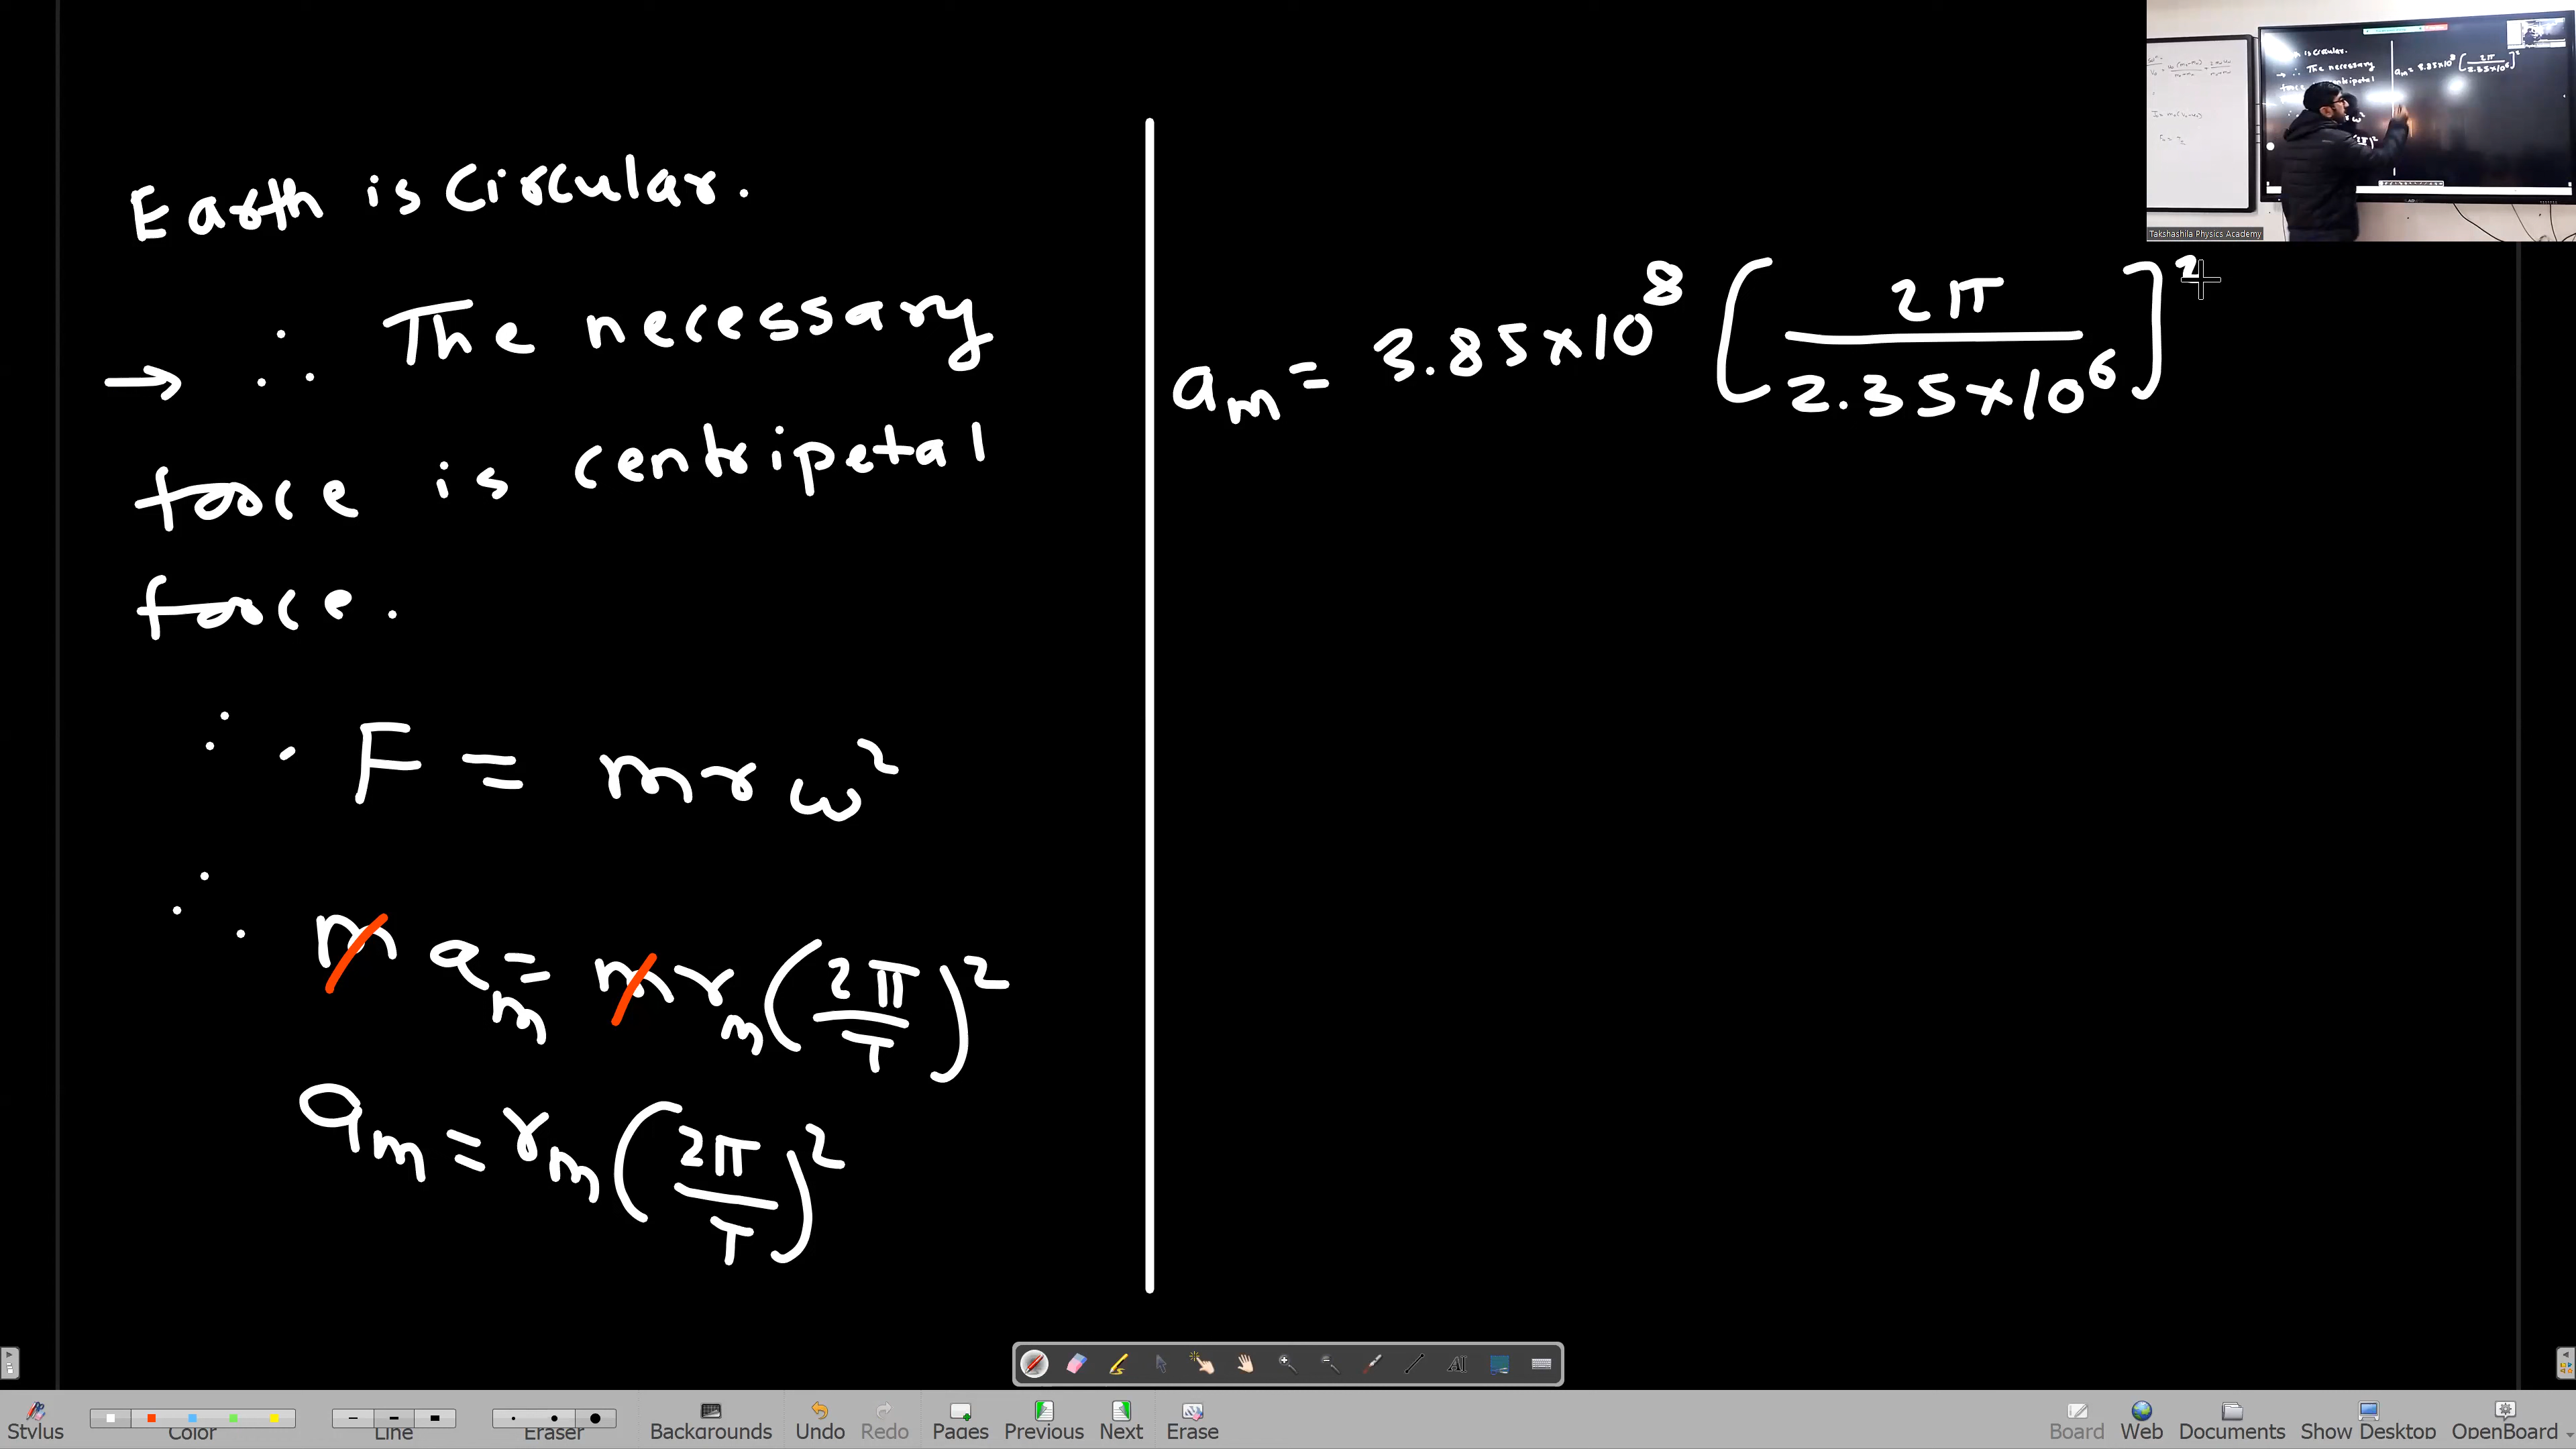 Earth is Circular.
→ ∴ The necessary
force is centripetal
force.
∴ F = mrω²
∴ m aₘ = m rₘ (2π/T)²
aₘ = rₘ (2π/T)²
aₘ = 3.85×10⁸ [2π/2.35×10⁶]²
Takshashila Physics Academy
Stylus Color Line Eraser Backgrounds Undo Redo Pages Previous Next Erase Board Web Documents Show Desktop OpenBoard